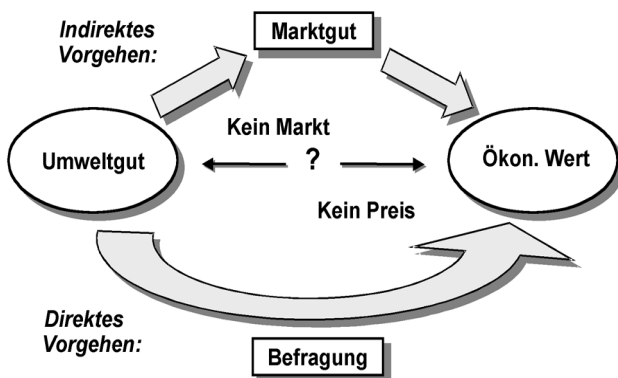 Indirektes
Vorgehen:
Marktgut
Kein Markt
Umweltgut
?
Ökon. Wert
Kein Preis
Direktes
Vorgehen:
Befragung